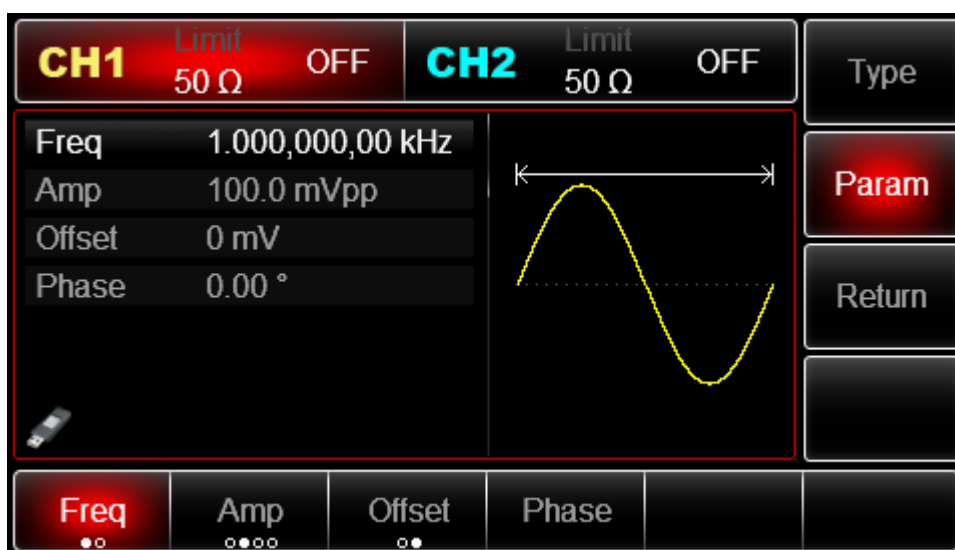 CH1 Limit 50 Ω OFF CH2 Limit 50 Ω OFF
Type
Freq 1.000,000,00 kHz
Amp 100.0 mVpp
Offset 0 mV
Phase 0.00 °
Param
Return
Freq Amp Offset Phase